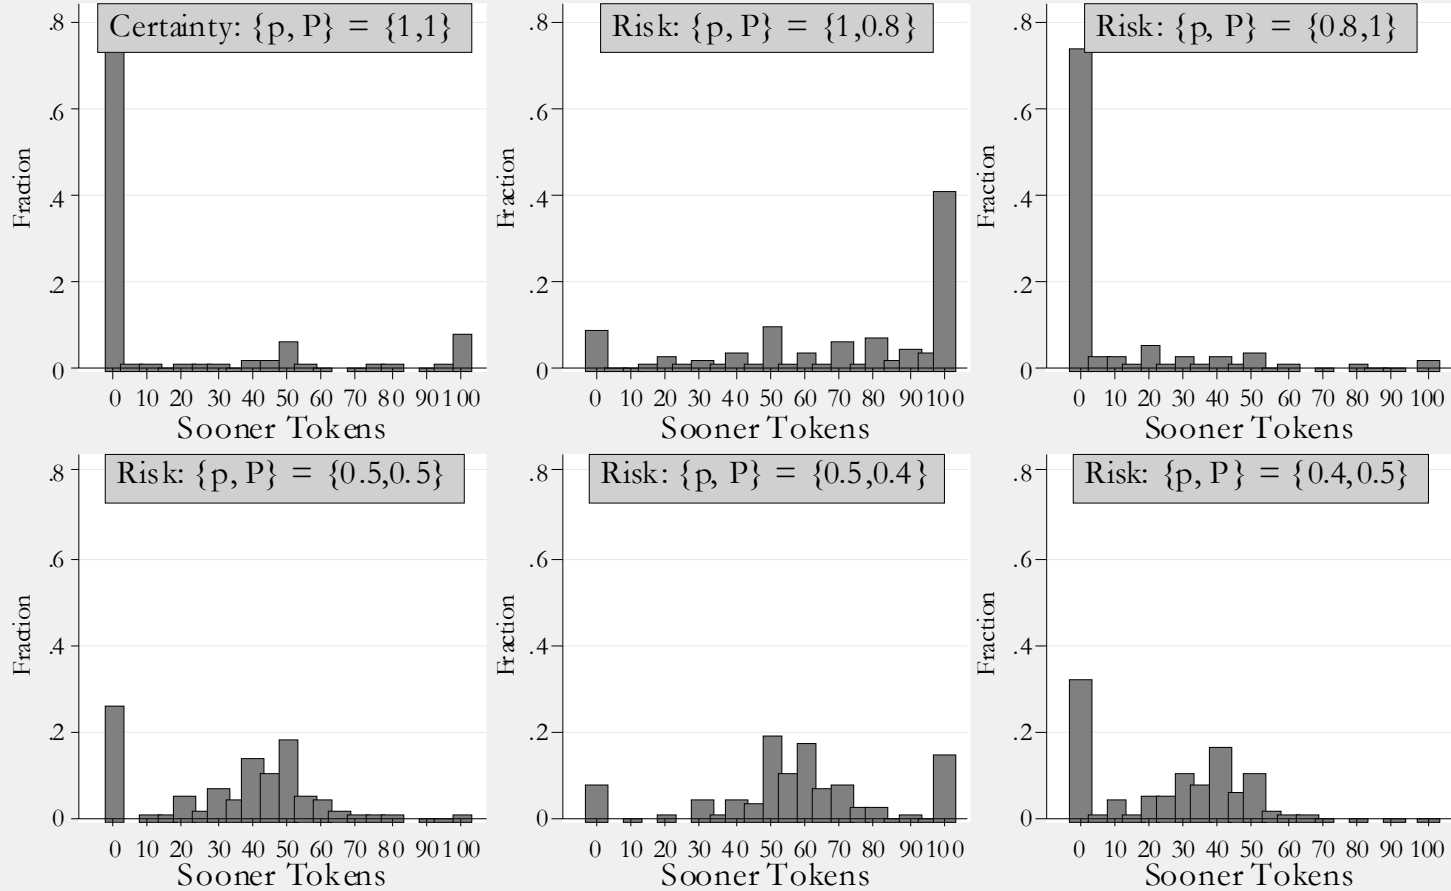 Certainty: {p, P} = {1,1}
.8
.6
.4
.2
0
Fraction
0 10 20 30 40 50 60 70 80 90 100
Sooner Tokens
Risk: {p, P} = {1,0.8}
.8
.6
.4
.2
0
Fraction
0 10 20 30 40 50 60 70 80 90 100
Sooner Tokens
Risk: {p, P} = {0.8,1}
.8
.6
.4
.2
0
Fraction
0 10 20 30 40 50 60 70 80 90 100
Sooner Tokens
Risk: {p, P} = {0.5,0.5}
.8
.6
.4
.2
0
Fraction
0 10 20 30 40 50 60 70 80 90 100
Sooner Tokens
Risk: {p, P} = {0.5,0.4}
.8
.6
.4
.2
0
Fraction
0 10 20 30 40 50 60 70 80 90 100
Sooner Tokens
Risk: {p, P} = {0.4,0.5}
.8
.6
.4
.2
0
Fraction
0 10 20 30 40 50 60 70 80 90 100
Sooner Tokens